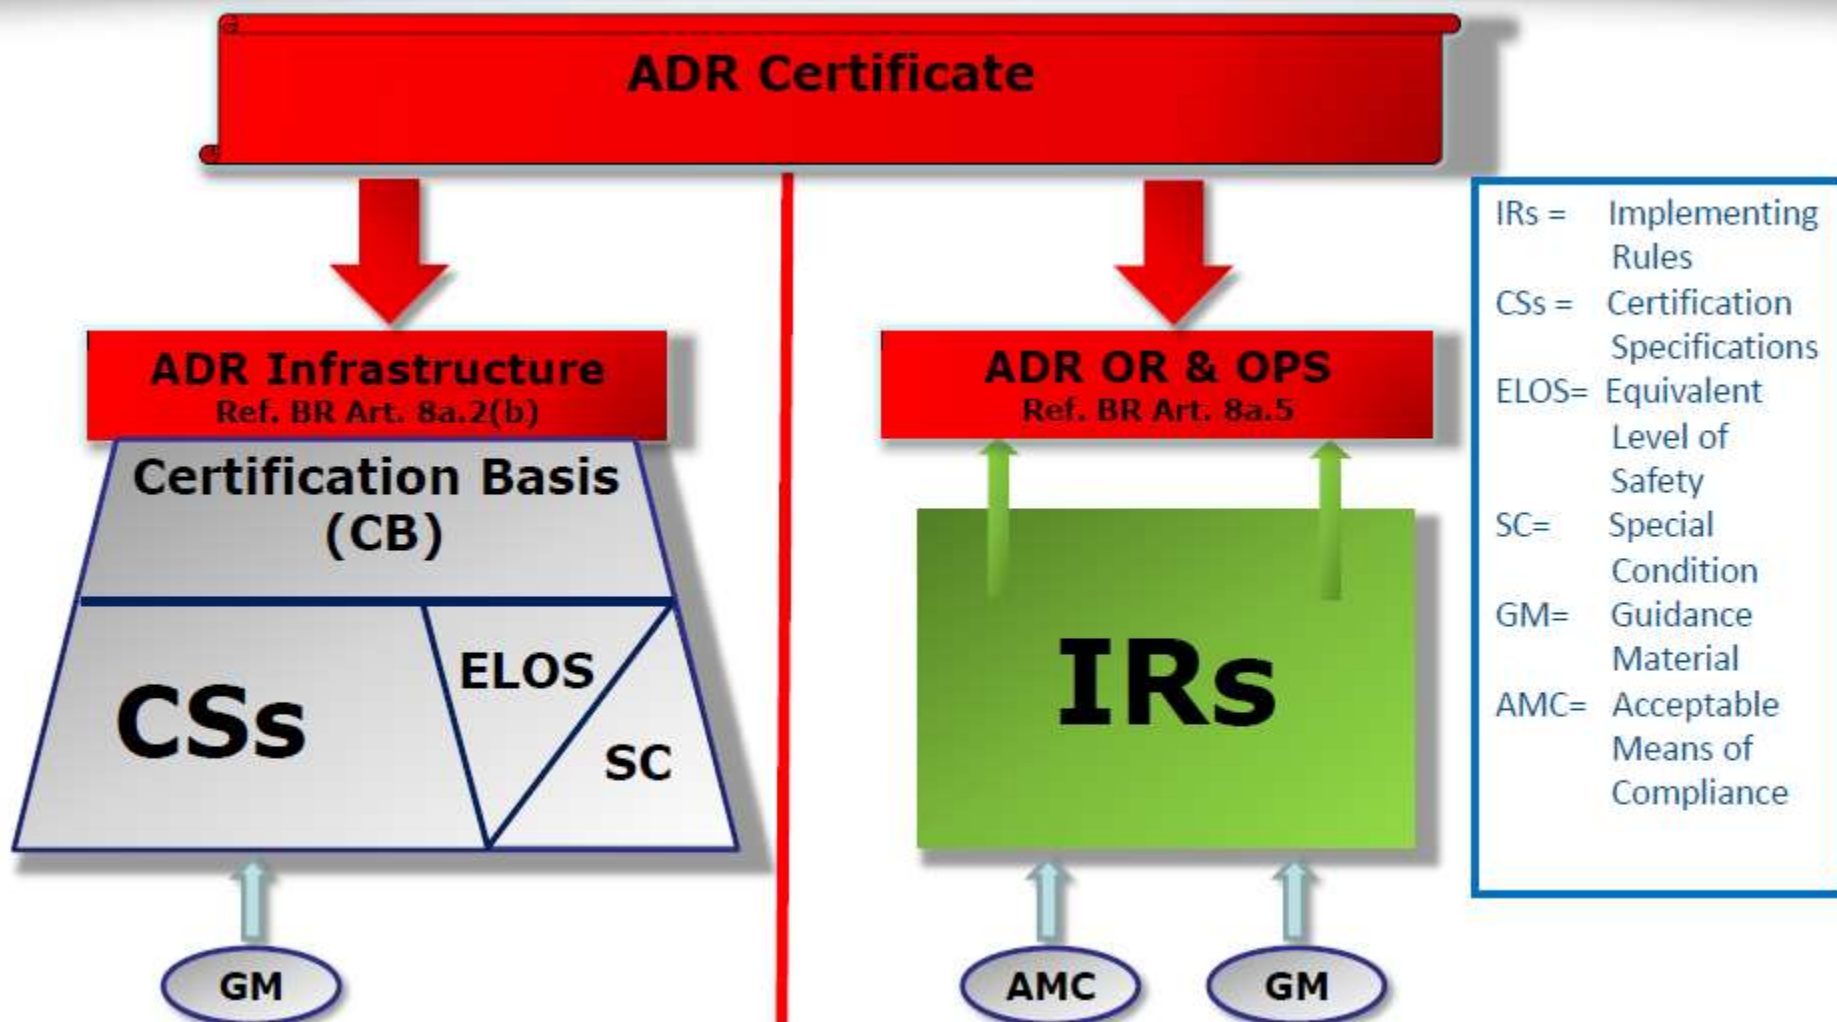 ADR Certificate
ADR Infrastructure
Ref. BR Art. 8a.2(b)
Certification Basis
(CB)
CSs
ELOS
SC
GM
ADR OR & OPS
Ref. BR Art. 8a.5
IRs
AMC
GM
IRs = Implementing
Rules
CSs = Certification
Specifications
ELOS= Equivalent
Level of
Safety
SC= Special
Condition
GM= Guidance
Material
AMC= Acceptable
Means of
Compliance